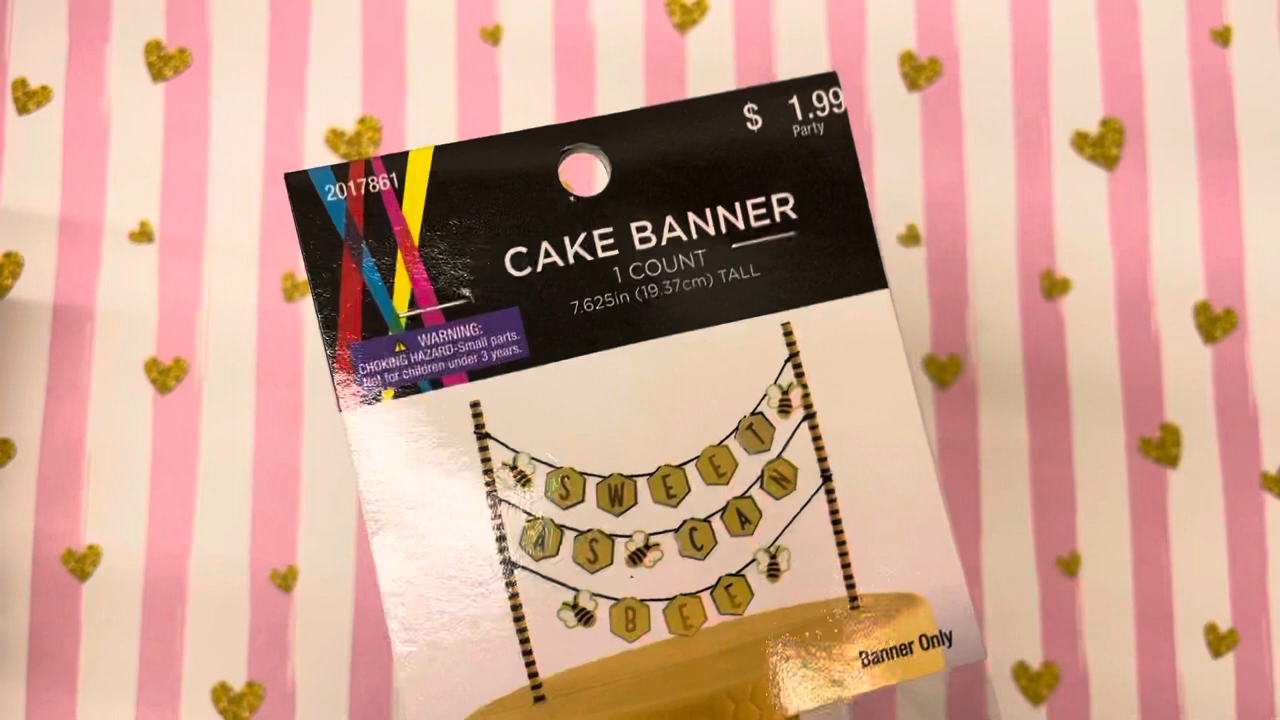 $ 1.99
Party
2017861
CAKE BANNER
1 COUNT
7.625in (19.37cm) TALL
WARNING:
CHOKING HAZARD-Small parts.
Not for children under 3 years.
SWEET
AS CAN
BEE
Banner Only